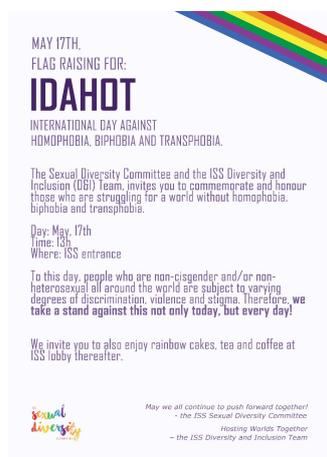 MAY 17TH,
FLAG RAISING FOR:
IDAHOT
INTERNATIONAL DAY AGAINST
HOMOPHOBIA, BIPHOBIA AND TRANSPHOBIA.
The Sexual Diversity Committee and the ISS Diversity and
Inclusion (D&I) Team, invites you to commemorate and honour
those who are struggling for a world without homophobia,
biphobia and transphobia.
Day: May, 17th
Time: 13h
Where: ISS entrance
To this day, people who are non-cisgender and/or non-
heterosexual all around the world are subject to varying
degrees of discrimination, violence and stigma. Therefore, we
take a stand against this not only today, but every day!
We invite you to also enjoy rainbow cakes, tea and coffee at
ISS lobby thereafter.
sexual
diversity
May we all continue to push forward together!
- the ISS Sexual Diversity Committee
Hosting Worlds Together
– the ISS Diversity and Inclusion Team